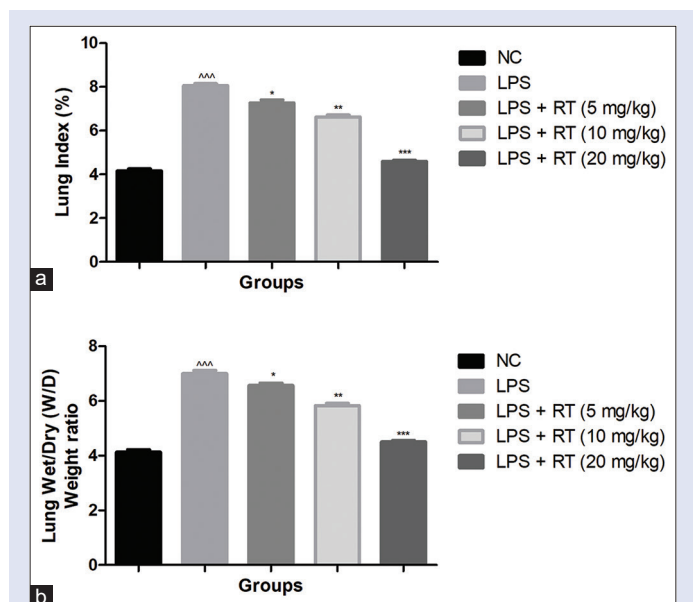 10
8
6
4
2
0
Lung Index (%)
^^^
*
**
***
Groups
NC
LPS
LPS + RT (5 mg/kg)
LPS + RT (10 mg/kg)
LPS + RT (20 mg/kg)
a
8
6
4
2
0
Lung Wet/Dry (W/D)
Weight ratio
^^^
*
**
***
Groups
NC
LPS
LPS + RT (5 mg/kg)
LPS + RT (10 mg/kg)
LPS + RT (20 mg/kg)
b